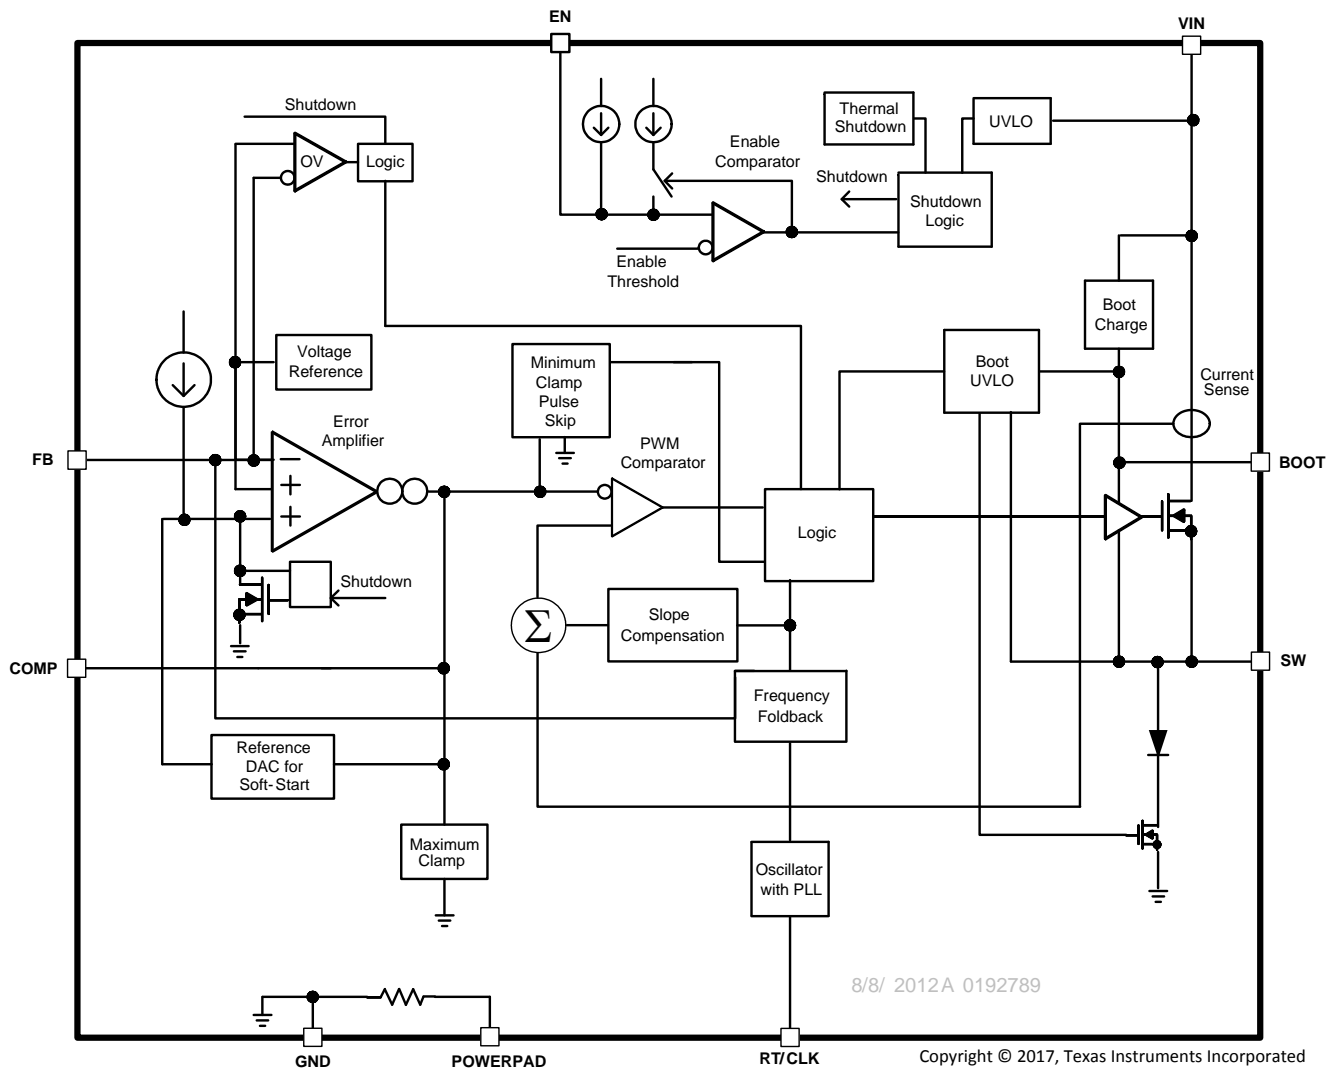 EN
VIN
Shutdown
OV
Logic
Enable
Comparator
Thermal
Shutdown
UVLO
Shutdown
Shutdown
Logic
Enable
Threshold
Boot
Charge
Voltage
Reference
Minimum
Clamp
Pulse
Skip
Boot
UVLO
Current
Sense
Error
Amplifier
PWM
Comparator
FB
−
+
+
BOOT
Logic
Shutdown
Σ
Slope
Compensation
COMP
SW
Frequency
Foldback
Reference
DAC for
Soft-Start
Maximum
Clamp
Oscillator
with PLL
8/8/ 2012A 0192789
GND
POWERPAD
RT/CLK
Copyright © 2017, Texas Instruments Incorporated